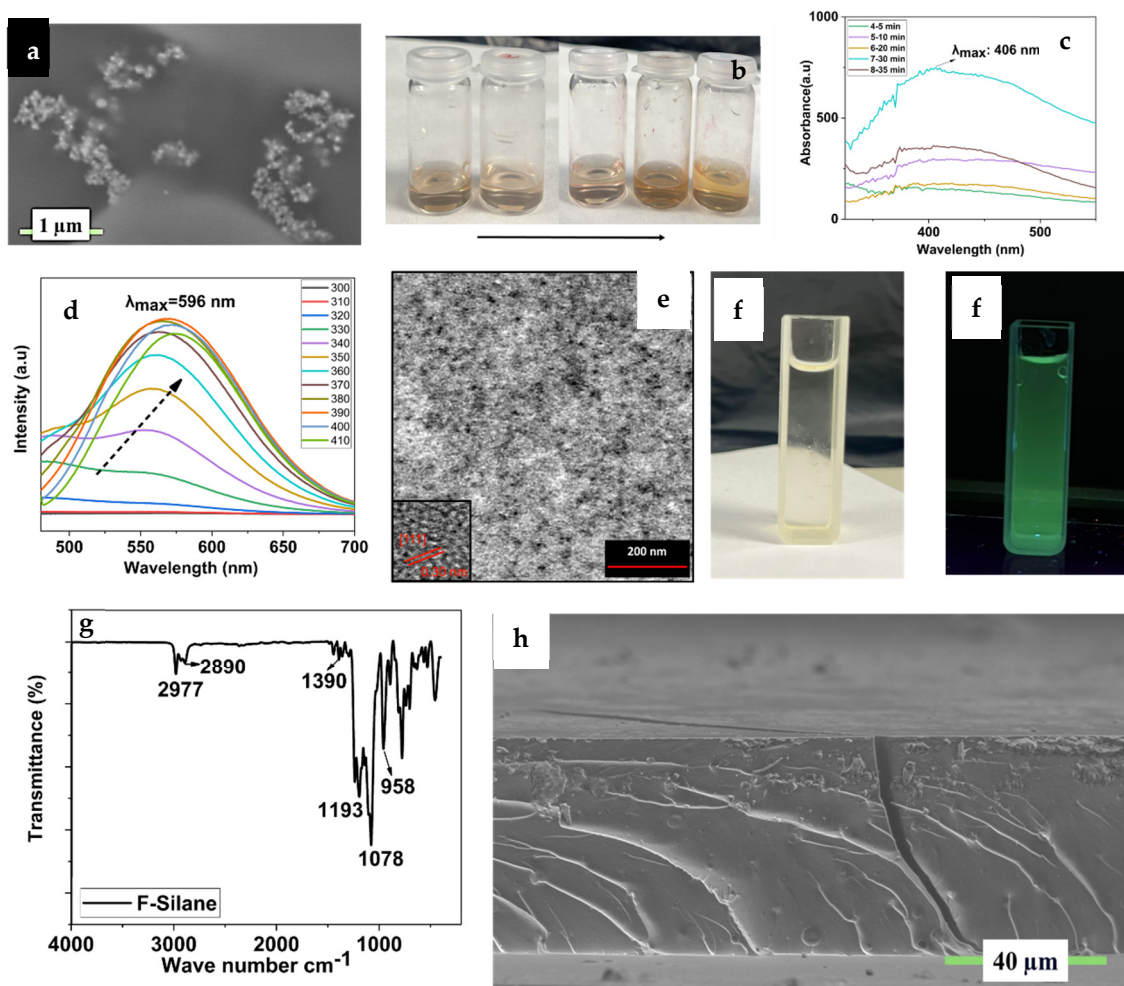 a
1 µm
b
c
4-5 min
5-10 min
6-20 min
7-30 min
8-35 min
λmax: 406 nm
1000
750
500
250
0
Absorbance(a.u)
400
500
Wavelength (nm)
d
λmax=596 nm
300
310
320
330
340
350
360
370
380
390
400
410
Intensity (a.u)
500
550
600
650
700
Wavelength (nm)
e
[111]
200 nm
f
f
g
2977
2890
1390
1193
1078
958
F-Silane
Transmittance (%)
4000
3000
2000
1000
Wave number cm-1
h
40 µm